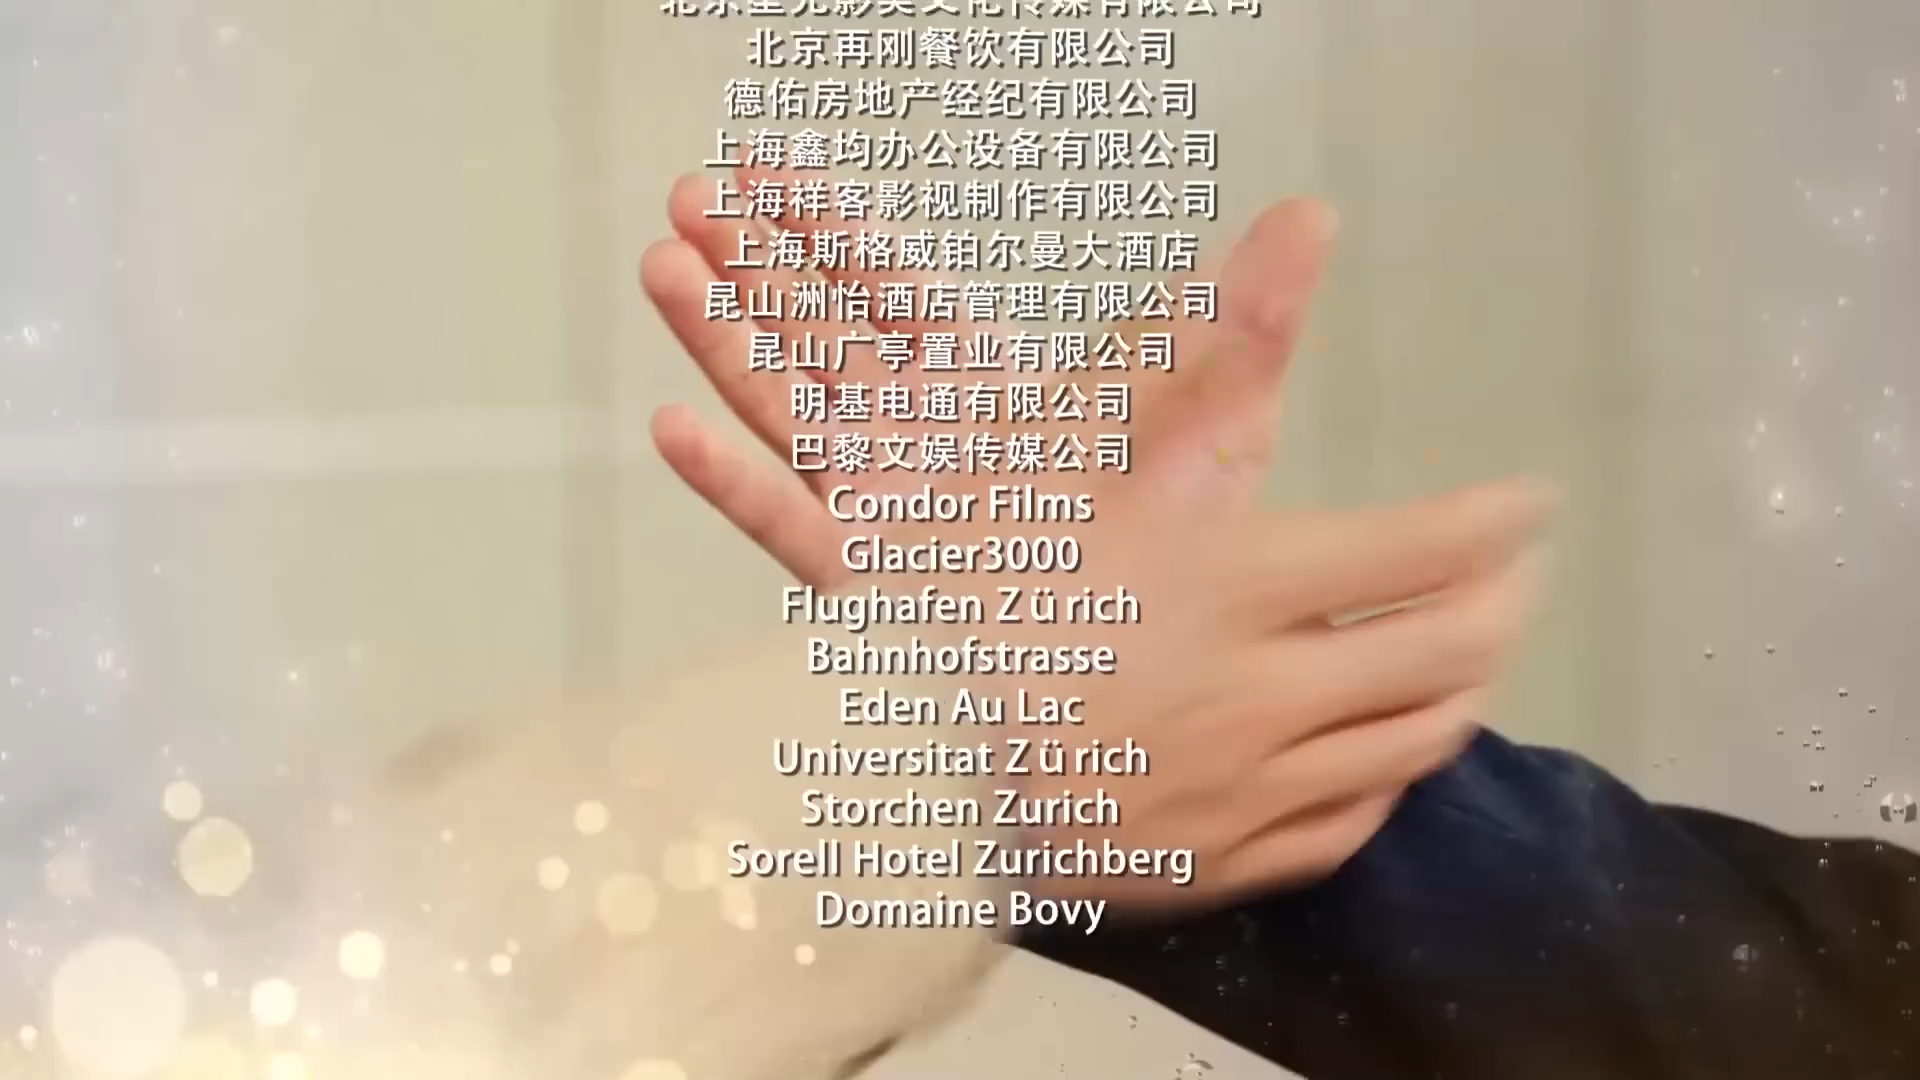 北京再刚餐饮有限公司
德佑房地产经纪有限公司
上海鑫均办公设备有限公司
上海祥客影视制作有限公司
上海斯格威铂尔曼大酒店
昆山洲怡酒店管理有限公司
昆山广亭置业有限公司
明基电通有限公司
巴黎文娱传媒公司
Condor Films
Glacier3000
Flughafen Zürich
Bahnhofstrasse
Eden Au Lac
Universitat Zürich
Storchen Zurich
Sorell Hotel Zurichberg
Domaine Bovy